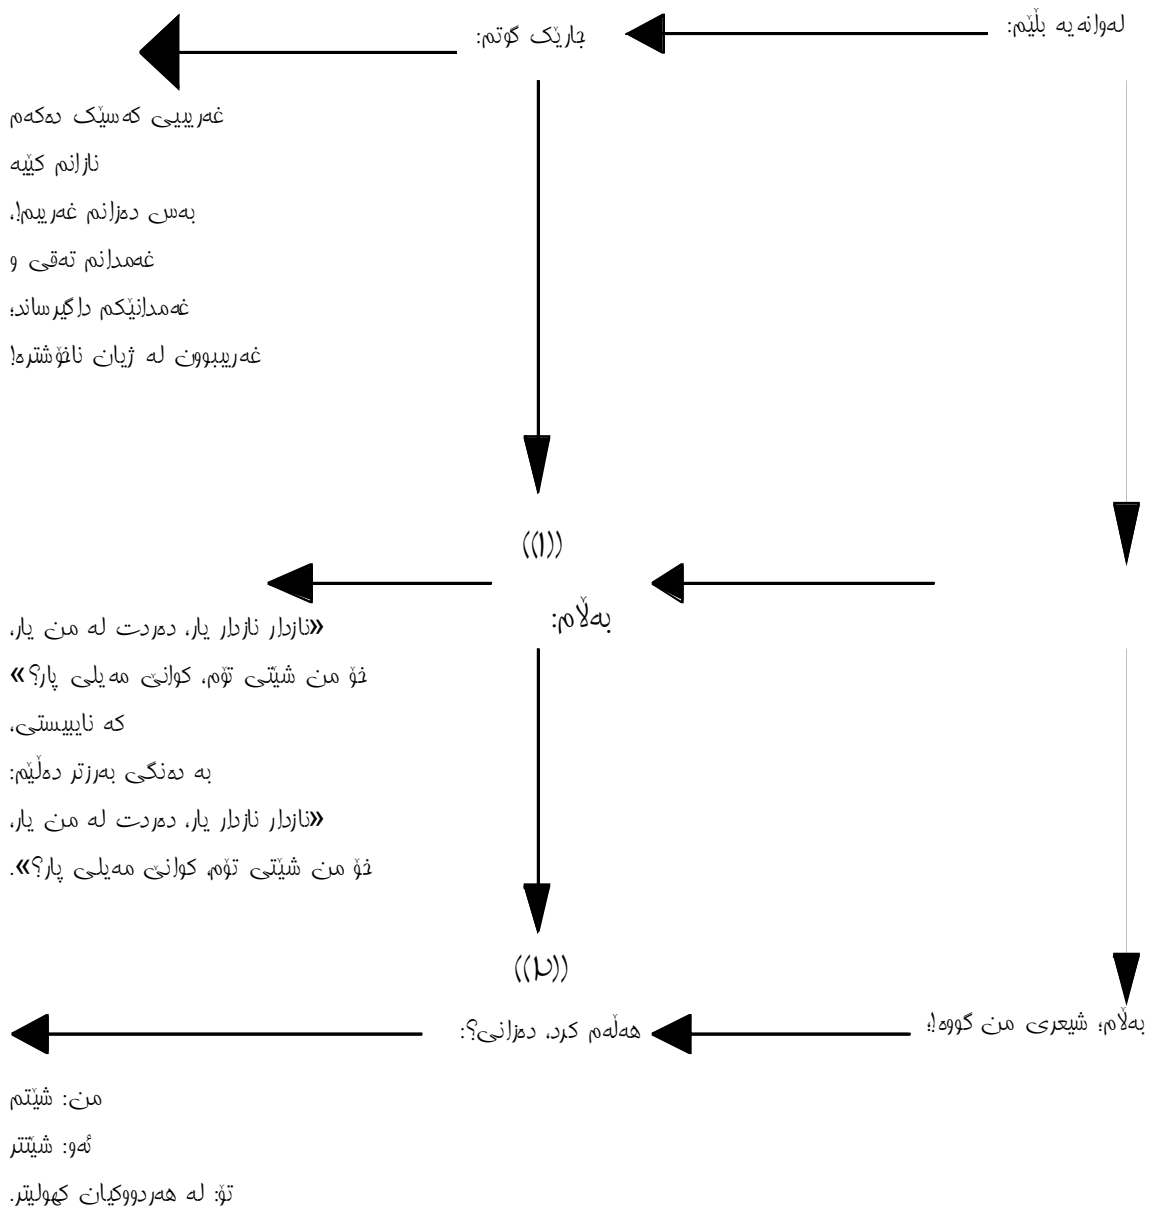 لەوانەیە بڵێم:
جارێک گوتم:
غەریبیی کەسێک دەکەم
نازانم کێیە
بەس دەزانم غەریبم!،
غەمدانم تەقی و
غەمدانێکم داگیرساند؛
غەریببوون لە ژیان ناخۆشترە!
((١))
بەڵام:
«نازدار نازدار یار، دەردت لە من یار،
خۆ من شێتی تۆم، کوانێ مەیلی پار؟»
کە نابیستی،
بە دەنگی بەرزتر دەڵێم:
«نازدار نازدار یار، دەردت لە من یار،
خۆ من شێتی تۆم، کوانێ مەیلی پار؟».
((٢))
بەڵام؛ شیعری من گووە!؛
هەڵەم کرد، دەزانی؟:
من: شێتم
ئەو: شێتتر
تۆ: لە هەردووکیان کهولیتر.